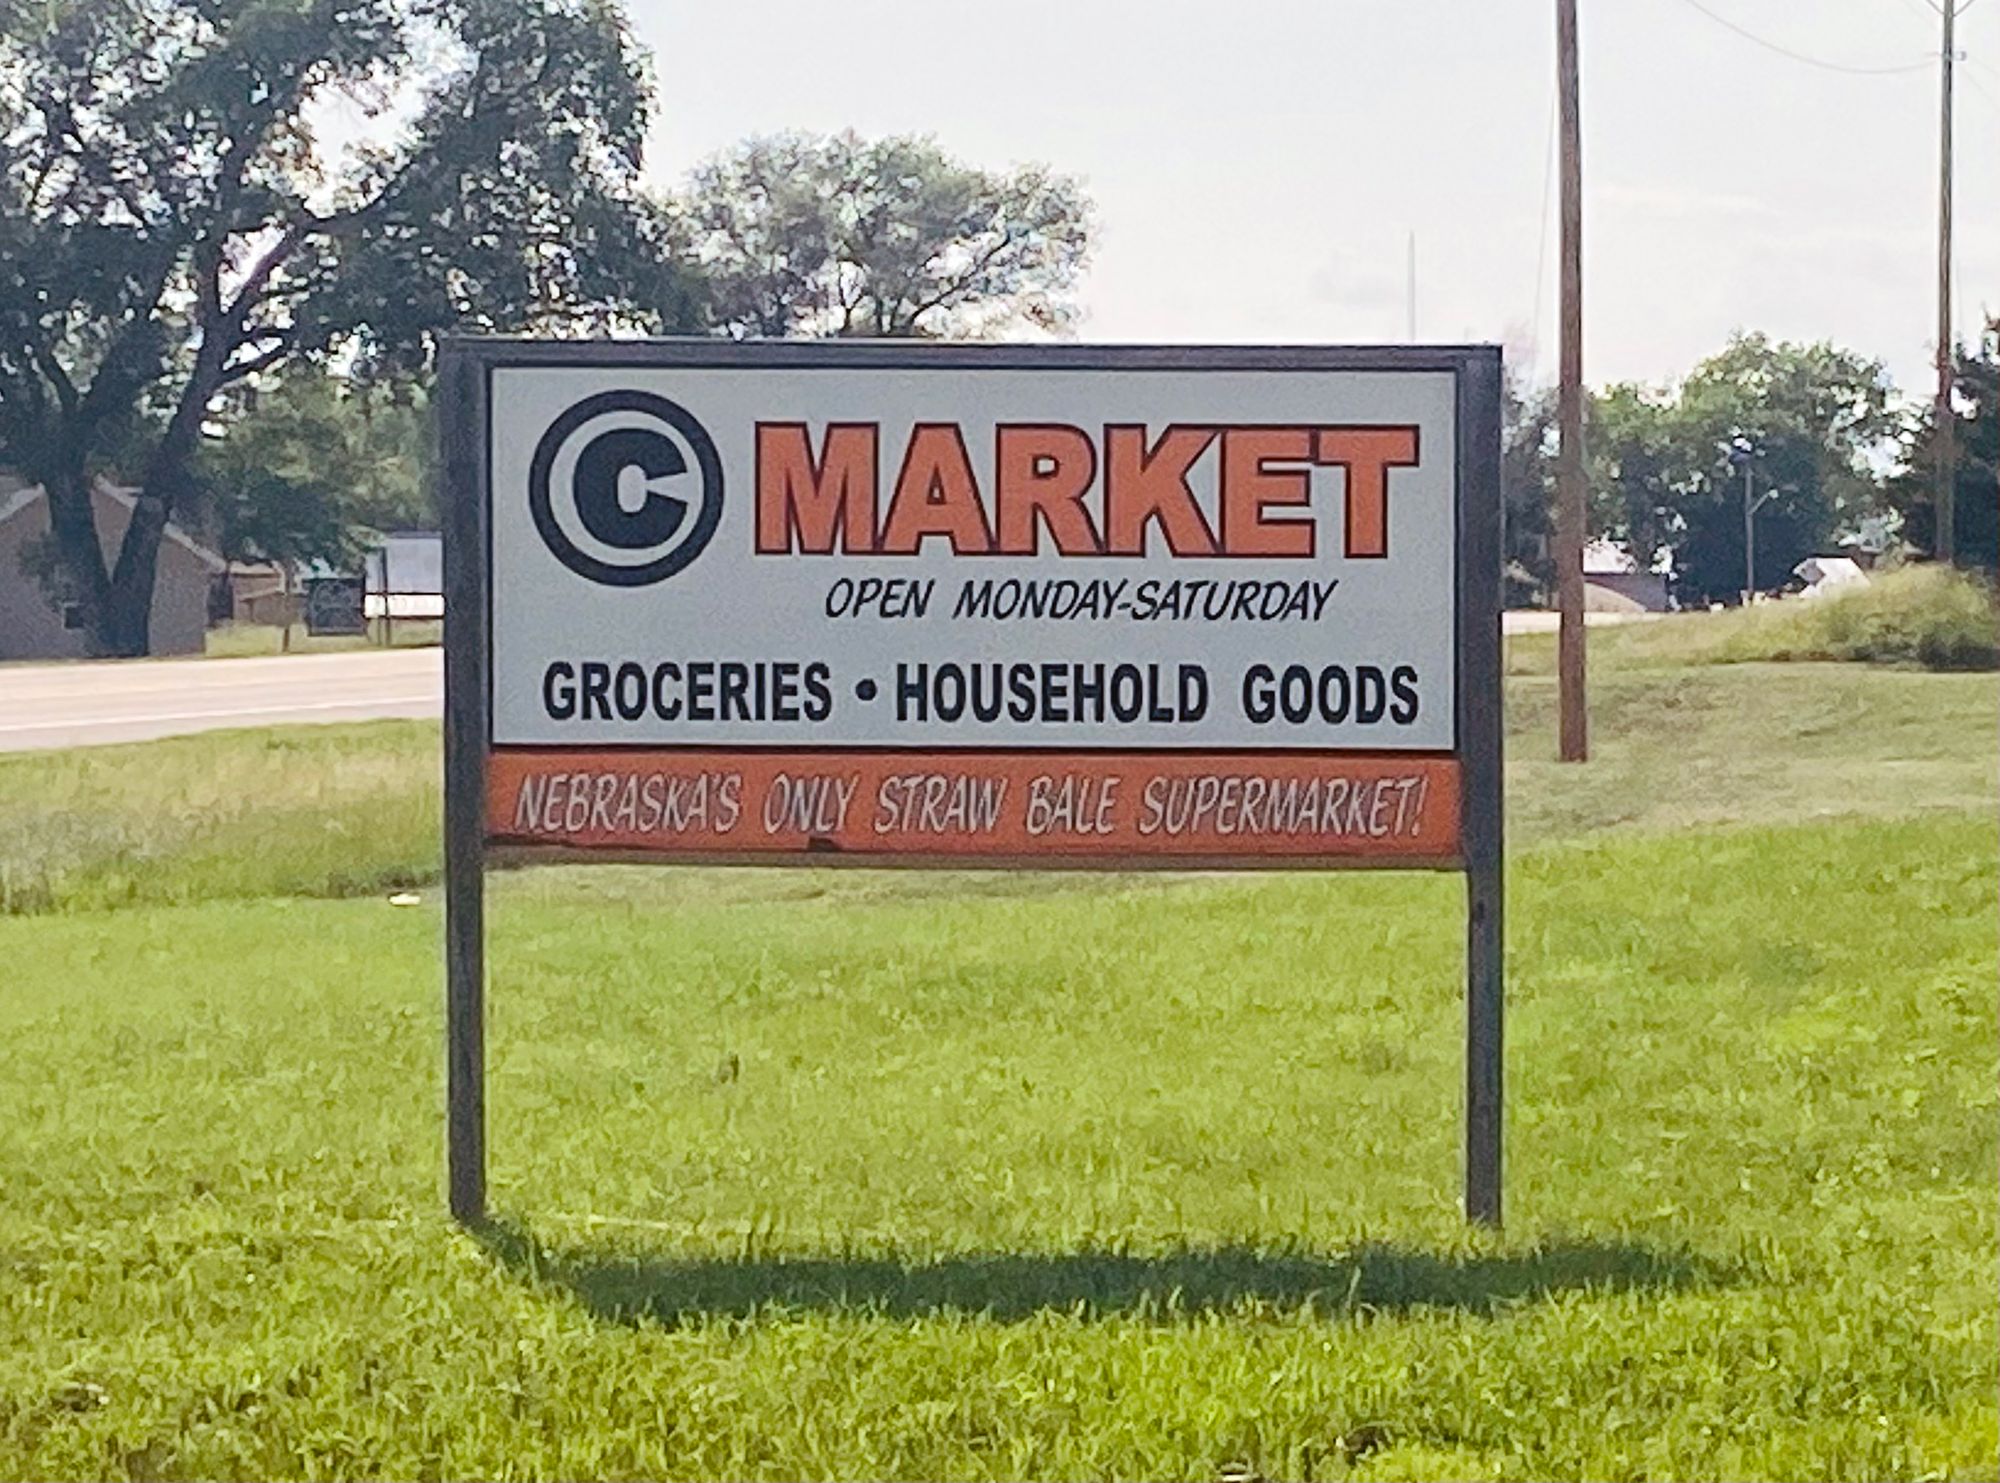 C MARKET
OPEN MONDAY-SATURDAY
GROCERIES • HOUSEHOLD GOODS
NEBRASKA'S ONLY STRAW BALE SUPERMARKET!